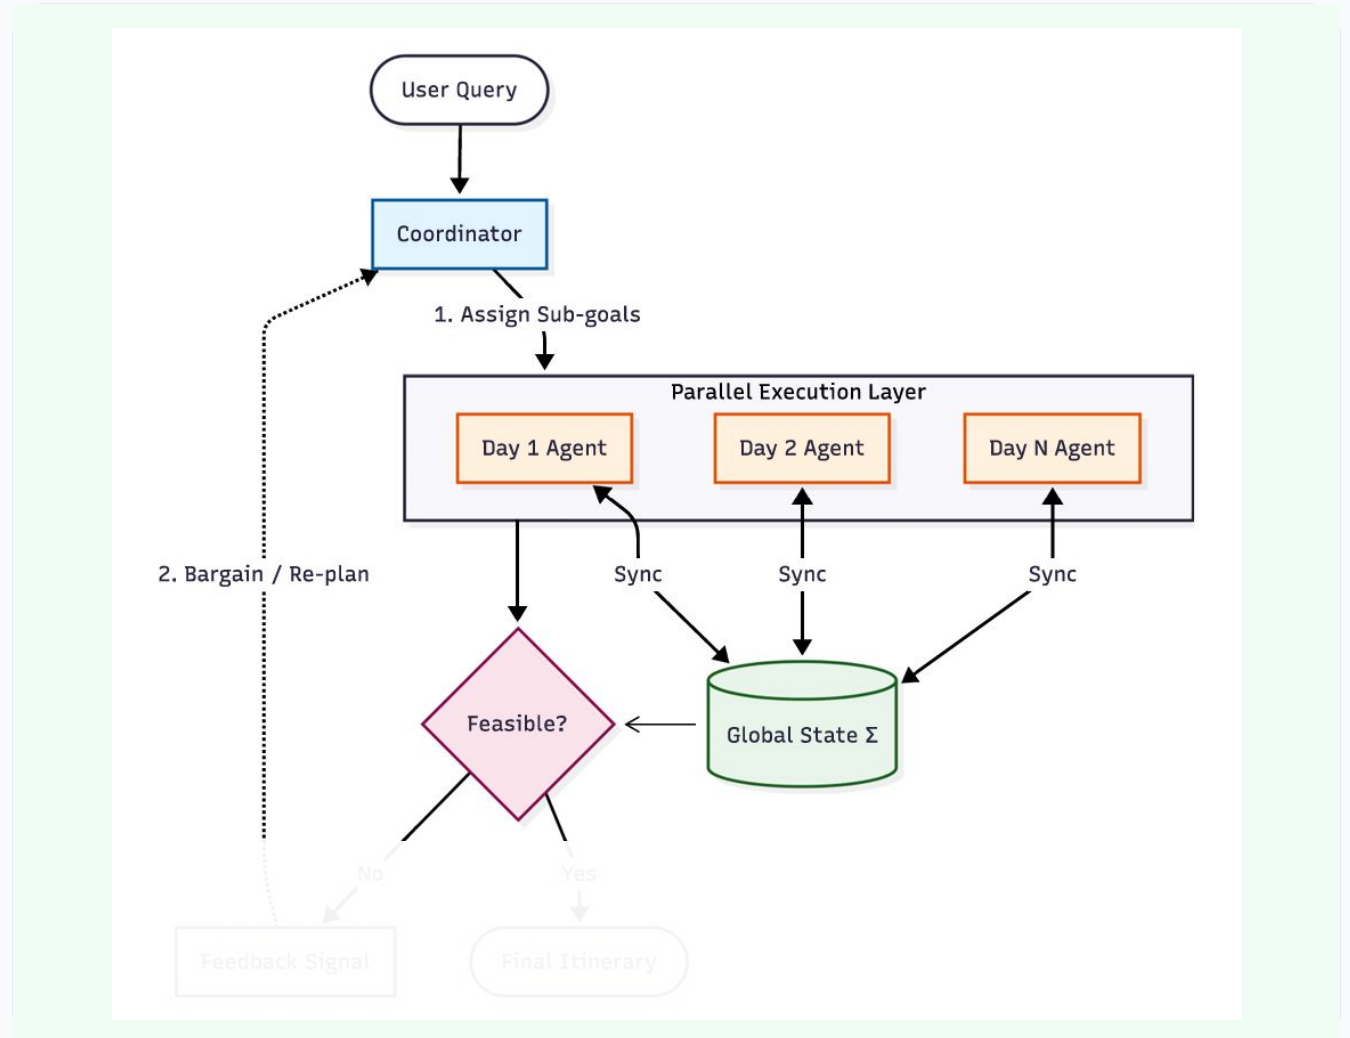 User Query
Coordinator
1. Assign Sub-goals
Parallel Execution Layer
Day 1 Agent
Day 2 Agent
Day N Agent
2. Bargain / Re-plan
Sync
Sync
Sync
Feasible?
Global State Σ
No
Yes
Feedback Signal
Final Itinerary